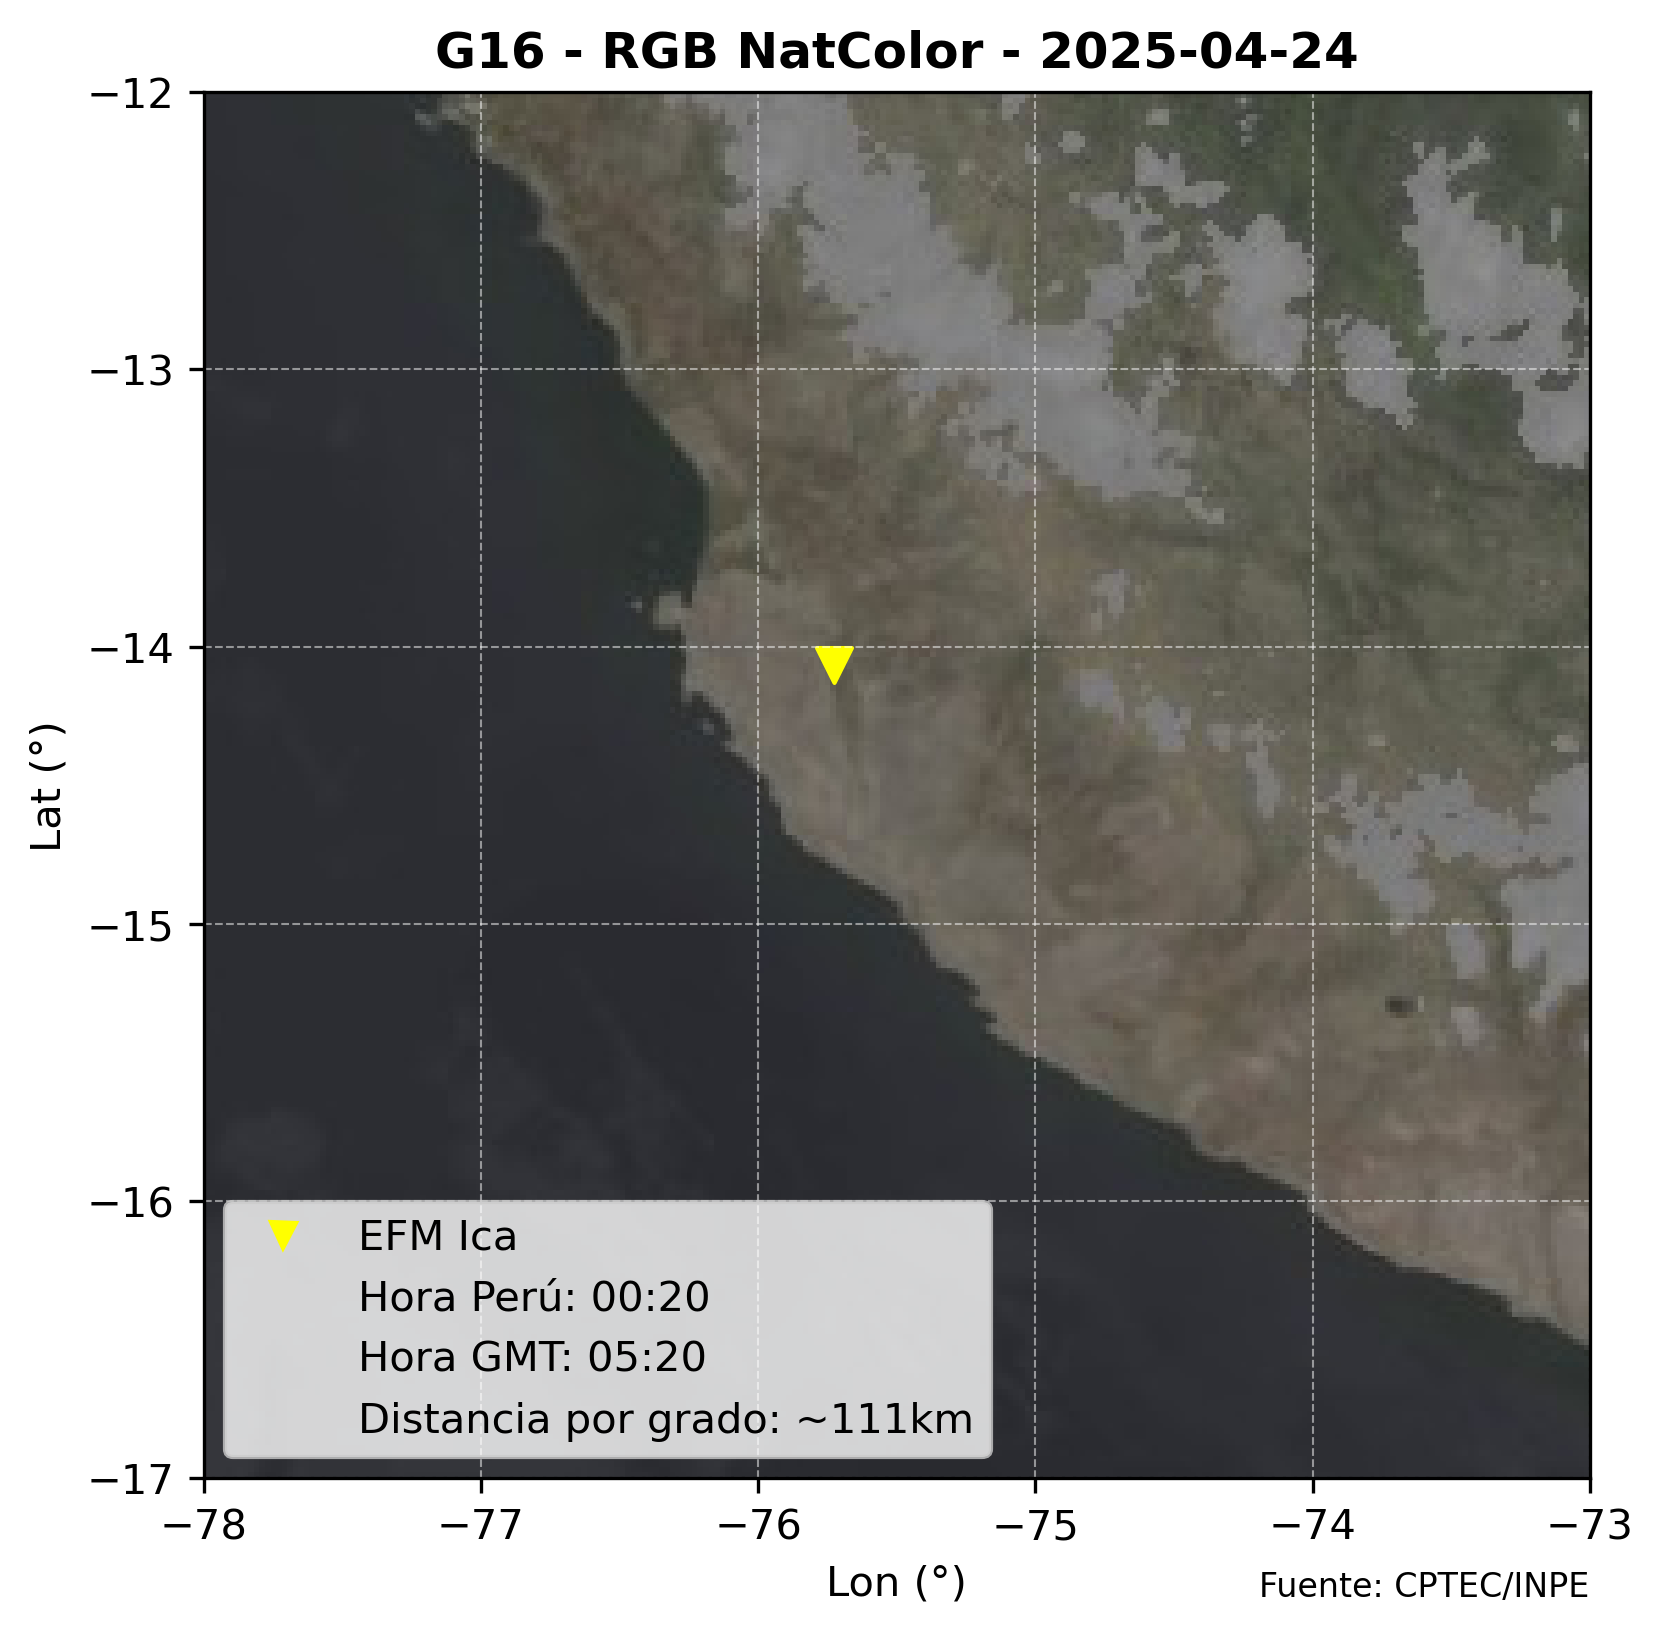 G16 - RGB NatColor - 2025-04-24
−12
−13
−14
−15
−16
−17
Lat (°)
EFM Ica
Hora Perú: 00:20
Hora GMT: 05:20
Distancia por grado: ~111km
−78 −77 −76 −75 −74 −73
Lon (°)
Fuente: CPTEC/INPE